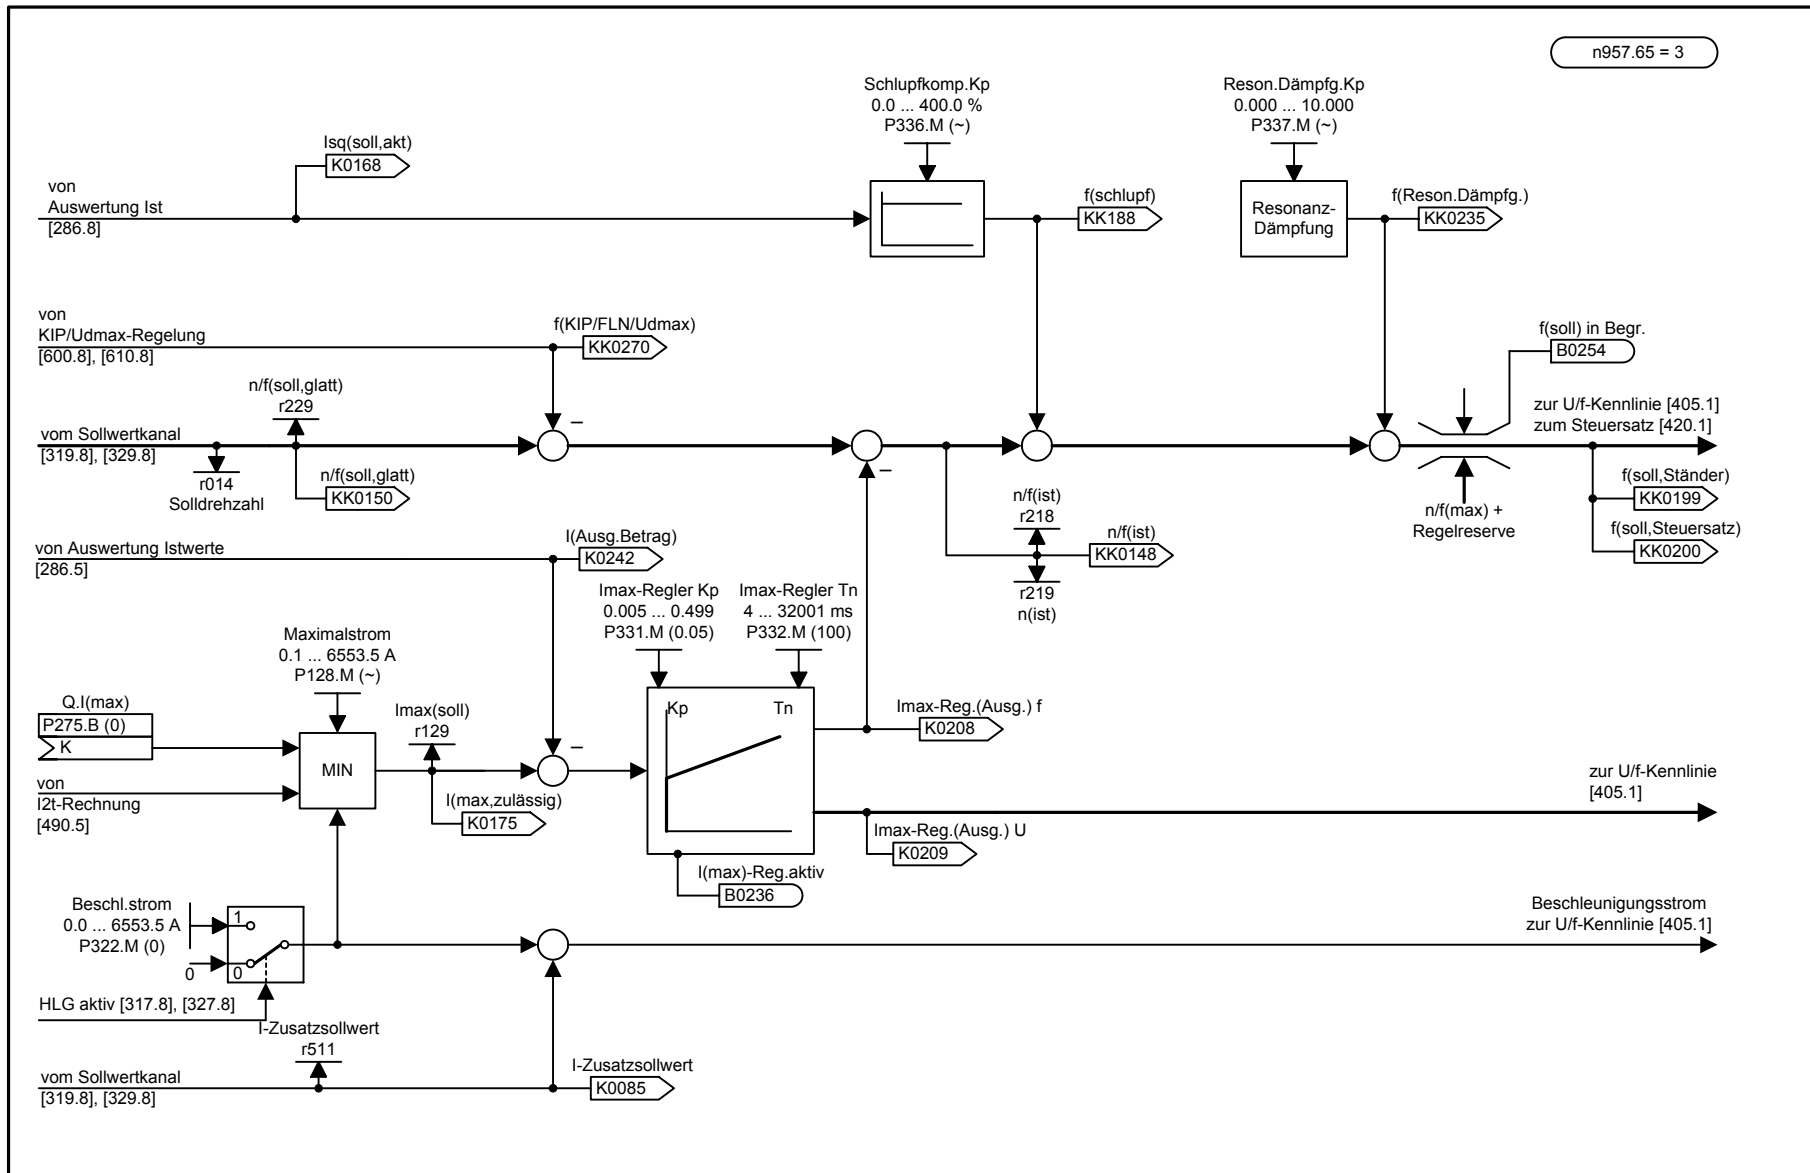 n957.65 = 3
Schlupfkomp.Kp
0.0 ... 400.0 %
P336.M (~)
Reson.Dämpfg.Kp
0.000 ... 10.000
P337.M (~)
Isq(soll,akt)
K0168
von
Auswertung Ist
[286.8]
f(schlupf)
KK188
Resonanz-
Dämpfung
f(Reson.Dämpfg.)
KK0235
von
KIP/Udmax-Regelung
[600.8], [610.8]
f(KIP/FLN/Udmax)
KK0270
f(soll) in Begr.
B0254
n/f(soll,glatt)
r229
vom Sollwertkanal
[319.8], [329.8]
r014
Solldrehzahl
n/f(soll,glatt)
KK0150
–
–
zur U/f-Kennlinie [405.1]
zum Steuersatz [420.1]
n/f(max) +
Regelreserve
f(soll,Ständer)
KK0199
f(soll,Steuersatz)
KK0200
n/f(ist)
r218
n/f(ist)
KK0148
r219
n(ist)
von Auswertung Istwerte
[286.5]
I(Ausg.Betrag)
K0242
Imax-Regler Kp
0.005 ... 0.499
P331.M (0.05)
Imax-Regler Tn
4 ... 32001 ms
P332.M (100)
Maximalstrom
0.1 ... 6553.5 A
P128.M (~)
Q.I(max)
P275.B (0)
K
von
I2t-Rechnung
[490.5]
MIN
Imax(soll)
r129
I(max,zulässig)
K0175
–
Kp
Tn
Imax-Reg.(Ausg.) f
K0208
zur U/f-Kennlinie
[405.1]
Imax-Reg.(Ausg.) U
K0209
I(max)-Reg.aktiv
B0236
Beschl.strom
0.0 ... 6553.5 A
P322.M (0)
1
0
0
HLG aktiv [317.8], [327.8]
Beschleunigungsstrom
zur U/f-Kennlinie [405.1]
I-Zusatzsollwert
r511
vom Sollwertkanal
[319.8], [329.8]
I-Zusatzsollwert
K0085